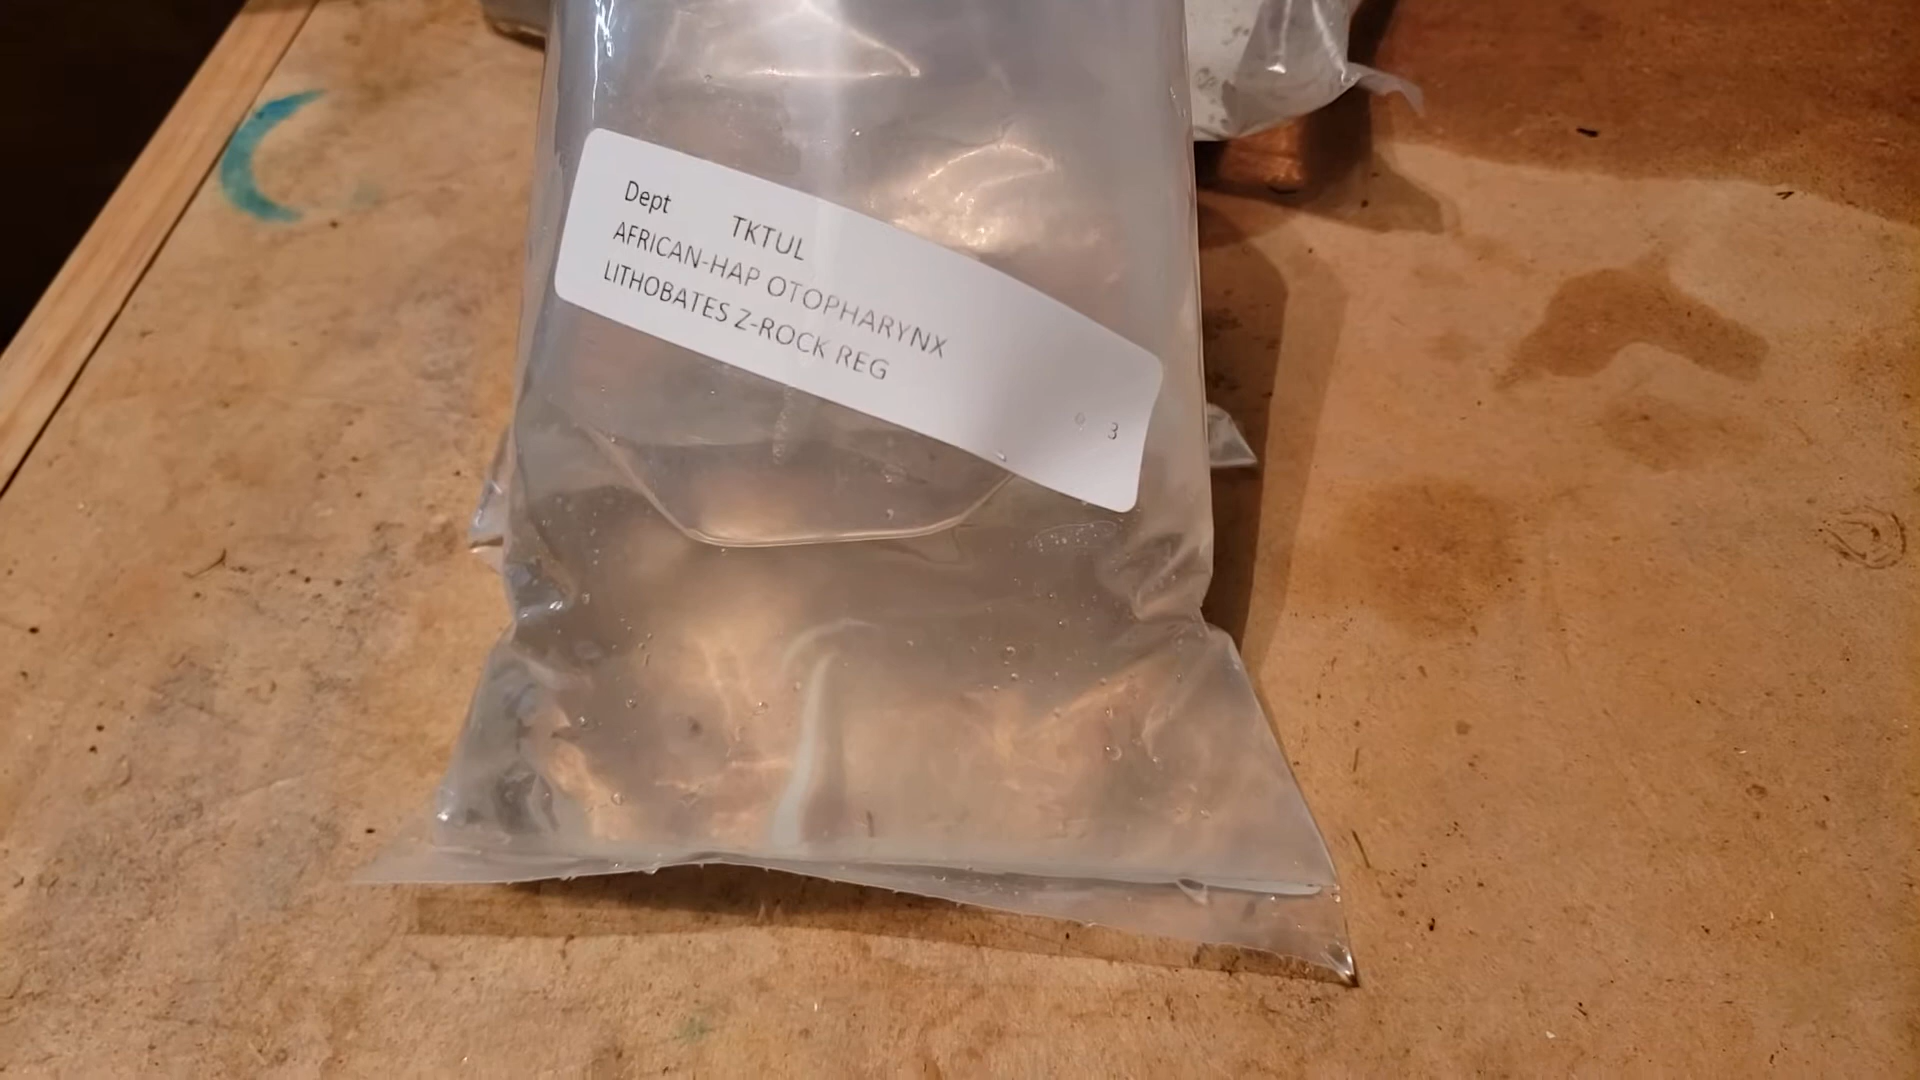 Dept TKTUL
AFRICAN-HAP OTOPHARYNX
LITHOBATES Z-ROCK REG
3